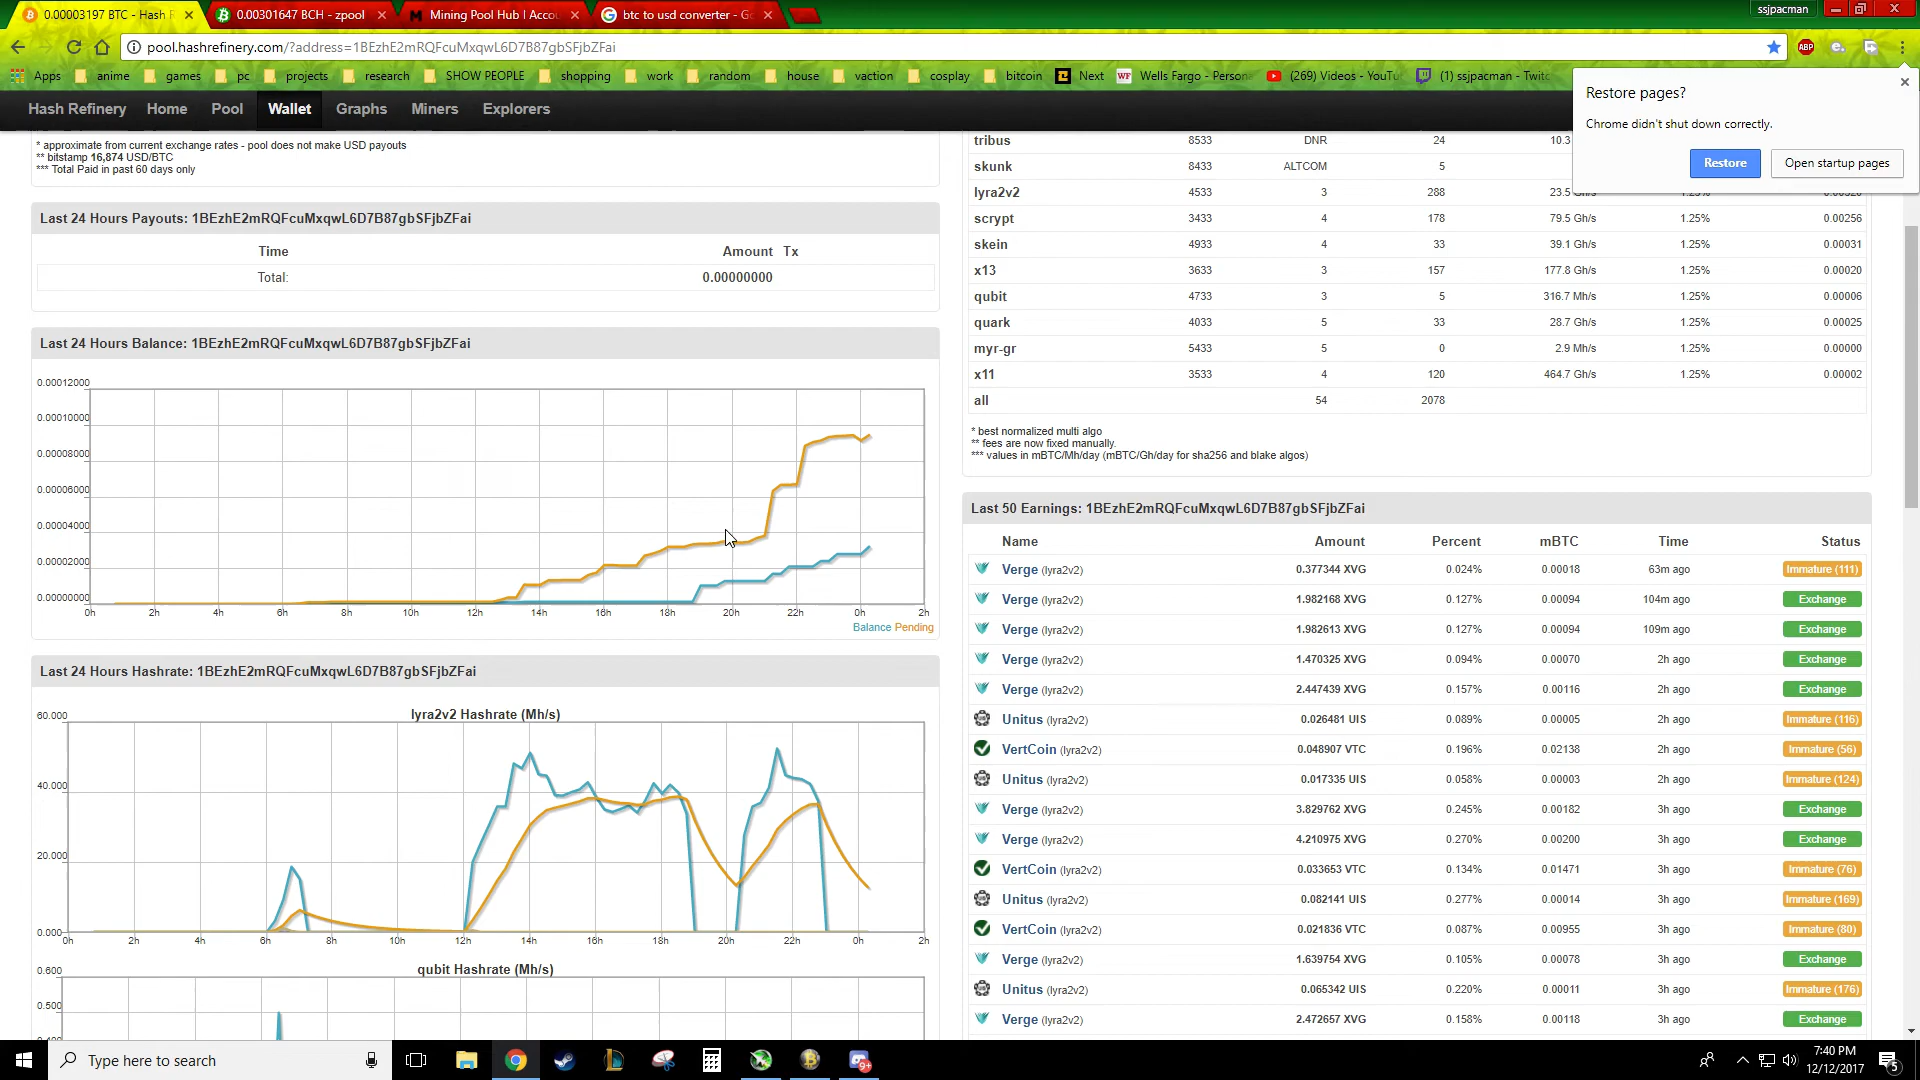 0.00003197 BTC - Hash R
0.00301647 BCH - zpool
Mining Pool Hub | Accou
btc to usd converter - Go
ssjpacman
pool.hashrefinery.com/?address=1BEzhE2mRQFcuMxqwL6D7B87gbSFjbZFai
ABP
Apps anime games pc projects research SHOW PEOPLE shopping work random house vaction cosplay bitcoin Next WF Wells Fargo - Person (269) Videos - YouTu (1) ssjpacman - Twitc
Restore pages?
Chrome didn't shut down correctly.
Restore Open startup pages
Hash Refinery Home Pool Wallet Graphs Miners Explorers
* approximate from current exchange rates - pool does not make USD payouts
** bitstamp 16,874 USD/BTC
*** Total Paid in past 60 days only
Last 24 Hours Payouts: 1BEzhE2mRQFcuMxqwL6D7B87gbSFjbZFai
Time Amount Tx
Total: 0.00000000
Last 24 Hours Balance: 1BEzhE2mRQFcuMxqwL6D7B87gbSFjbZFai
0.00012000
0.00010000
0.00008000
0.00006000
0.00004000
0.00002000
0.00000000
0h 2h 4h 6h 8h 10h 12h 14h 16h 18h 20h 22h 0h 2h
Balance Pending
Last 24 Hours Hashrate: 1BEzhE2mRQFcuMxqwL6D7B87gbSFjbZFai
lyra2v2 Hashrate (Mh/s)
60.000
40.000
20.000
0.000
0h 2h 4h 6h 8h 10h 12h 14h 16h 18h 20h 22h 0h 2h
qubit Hashrate (Mh/s)
0.600
0.500
tribus 8533 DNR 24 10.3
skunk 8433 ALTCOM 5
lyra2v2 4533 3 288 23.5
scrypt 3433 4 178 79.5 Gh/s 1.25% 0.00256
skein 4933 4 33 39.1 Gh/s 1.25% 0.00031
x13 3633 3 157 177.8 Gh/s 1.25% 0.00020
qubit 4733 3 5 316.7 Mh/s 1.25% 0.00006
quark 4033 5 33 28.7 Gh/s 1.25% 0.00025
myr-gr 5433 5 0 2.9 Mh/s 1.25% 0.00000
x11 3533 4 120 464.7 Gh/s 1.25% 0.00002
all 54 2078
* best normalized multi algo
** fees are now fixed manually.
*** values in mBTC/Mh/day (mBTC/Gh/day for sha256 and blake algos)
Last 50 Earnings: 1BEzhE2mRQFcuMxqwL6D7B87gbSFjbZFai
Name Amount Percent mBTC Time Status
Verge (lyra2v2) 0.377344 XVG 0.024% 0.00018 63m ago Immature (111)
Verge (lyra2v2) 1.982168 XVG 0.127% 0.00094 104m ago Exchange
Verge (lyra2v2) 1.982613 XVG 0.127% 0.00094 109m ago Exchange
Verge (lyra2v2) 1.470325 XVG 0.094% 0.00070 2h ago Exchange
Verge (lyra2v2) 2.447439 XVG 0.157% 0.00116 2h ago Exchange
Unitus (lyra2v2) 0.026481 UIS 0.089% 0.00005 2h ago Immature (116)
VertCoin (lyra2v2) 0.048907 VTC 0.196% 0.02138 2h ago Immature (56)
Unitus (lyra2v2) 0.017335 UIS 0.058% 0.00003 2h ago Immature (124)
Verge (lyra2v2) 3.829762 XVG 0.245% 0.00182 3h ago Exchange
Verge (lyra2v2) 4.210975 XVG 0.270% 0.00200 3h ago Exchange
VertCoin (lyra2v2) 0.033653 VTC 0.134% 0.01471 3h ago Immature (76)
Unitus (lyra2v2) 0.082141 UIS 0.277% 0.00014 3h ago Immature (169)
VertCoin (lyra2v2) 0.021836 VTC 0.087% 0.00955 3h ago Immature (80)
Verge (lyra2v2) 1.639754 XVG 0.105% 0.00078 3h ago Exchange
Unitus (lyra2v2) 0.065342 UIS 0.220% 0.00011 3h ago Immature (176)
Verge (lyra2v2) 2.472657 XVG 0.158% 0.00118 3h ago Exchange
Type here to search
9+
7:40 PM
12/12/2017
5